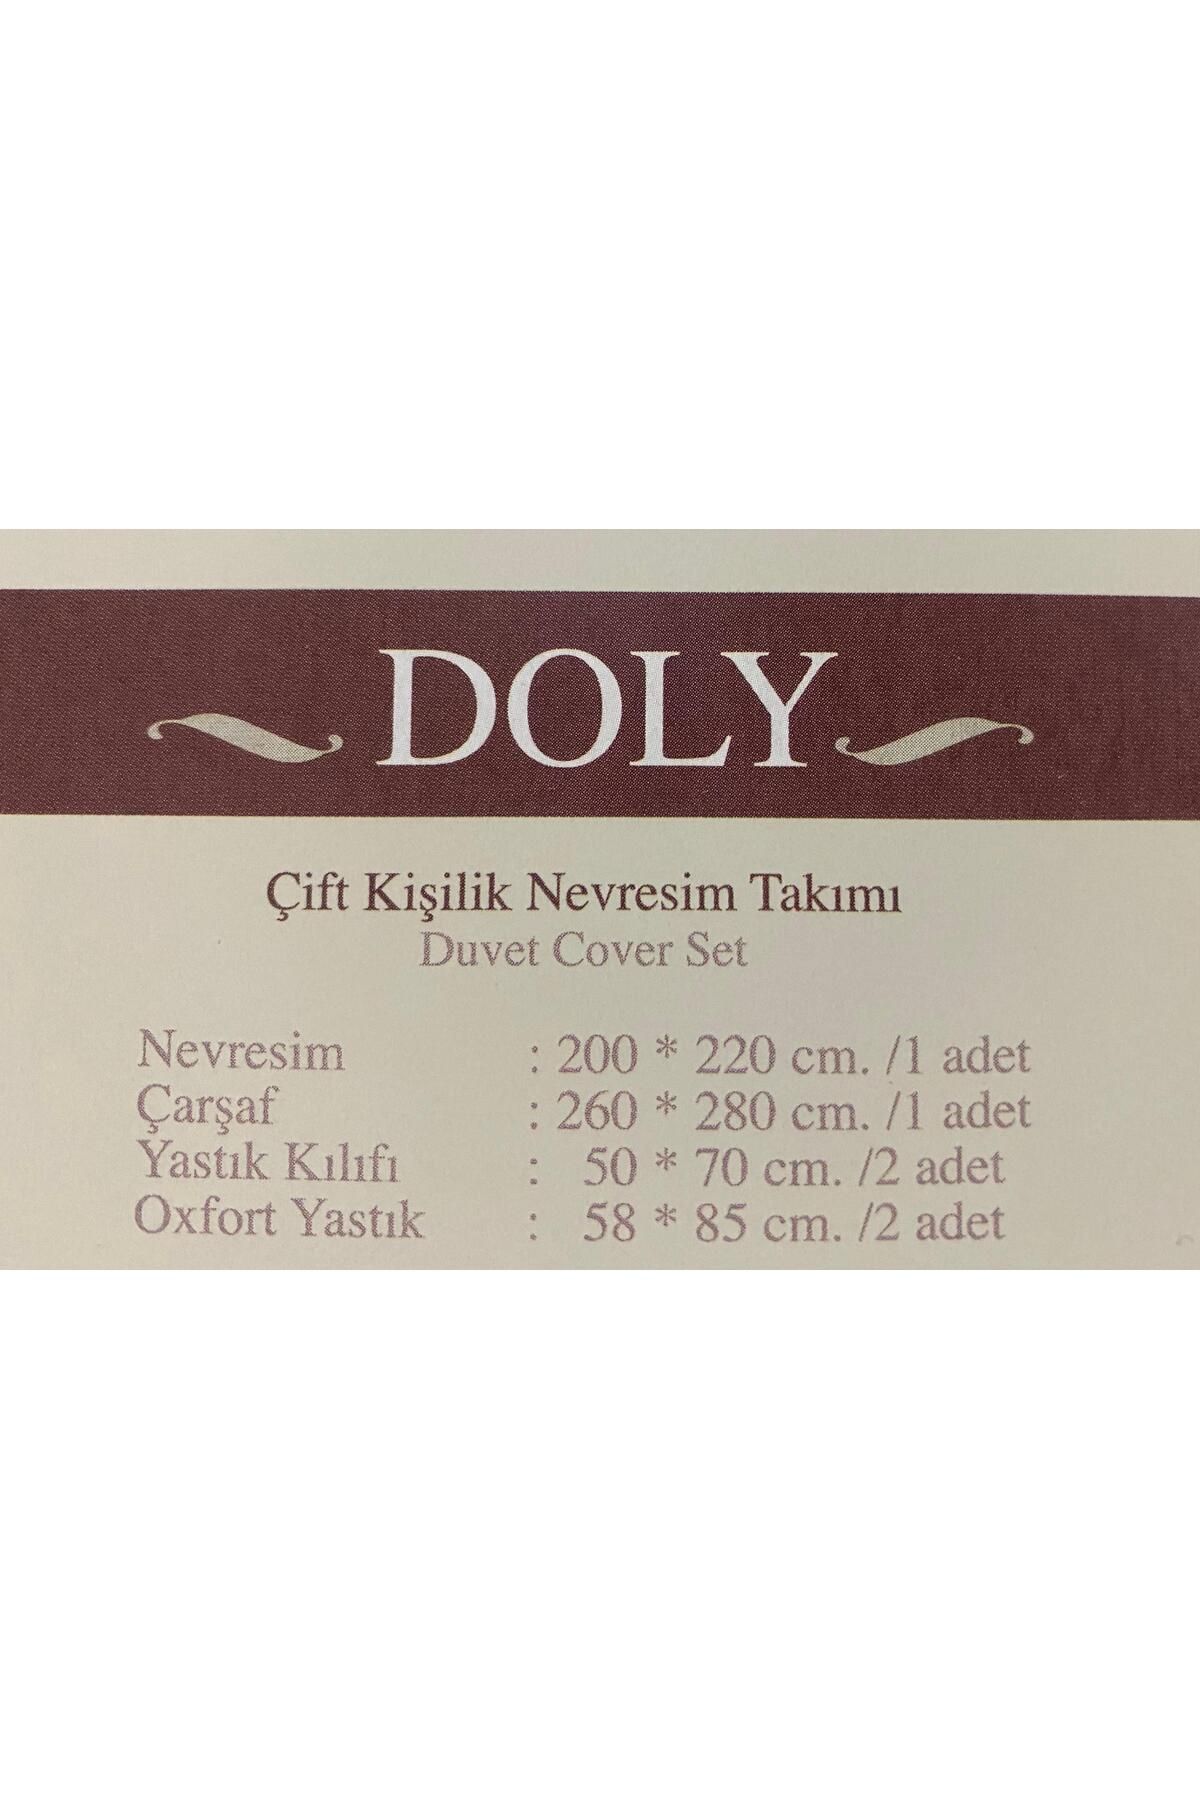 DOLY
Çift Kişilik Nevresim Takımı
Duvet Cover Set
Nevresim : 200 * 220 cm. /1 adet
Çarşaf : 260 * 280 cm. /1 adet
Yastık Kılıfı : 50 * 70 cm. /2 adet
Oxfort Yastık : 58 * 85 cm. /2 adet